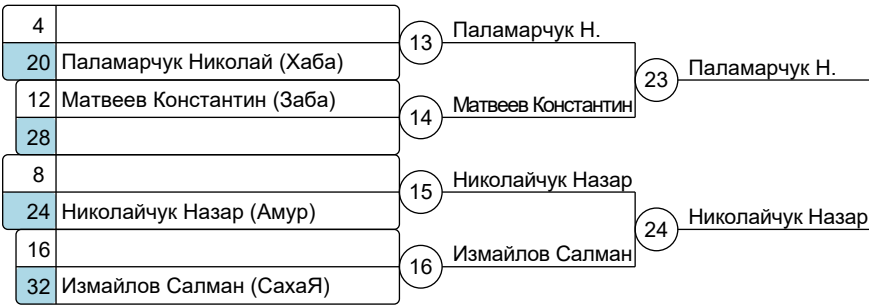 4
20 Паламарчук Николай (Хаба)
12 Матвеев Константин (Заба)
28
8
24 Николайчук Назар (Амур)
16
32 Измайлов Салман (СахаЯ)
13 Паламарчук Н.
14 Матвеев Константин
15 Николайчук Назар
16 Измайлов Салман
23 Паламарчук Н.
24 Николайчук Назар